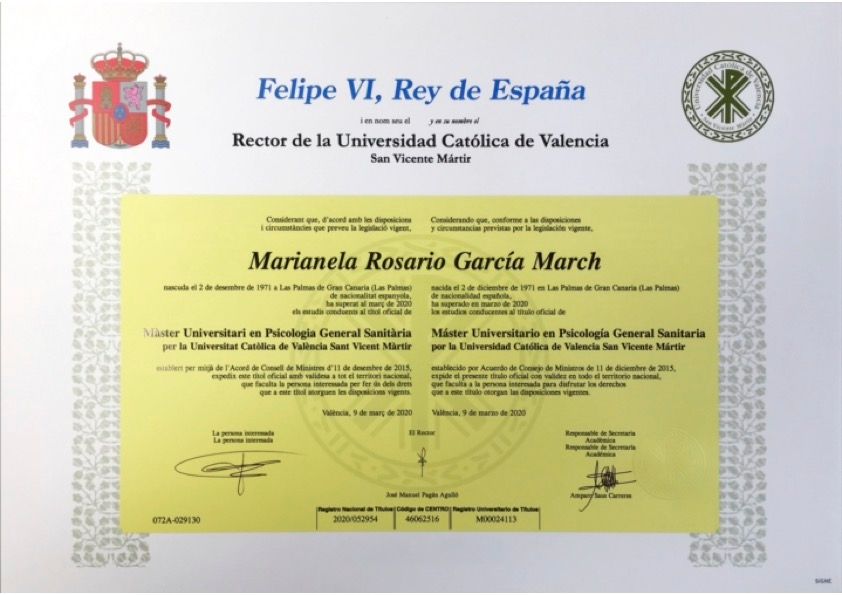 Felipe VI, Rey de España
i en nom seu el y en su nombre el
Rector de la Universidad Católica de Valencia
San Vicente Mártir
Universidad Católica de Valencia
San Vicente Mártir
Considerant que, d'acord amb les disposicions
i circumstàncies que preveu la legislació vigent,
Considerando que, conforme a las disposiciones
y circunstancias previstas por la legislación vigente,
Marianela Rosario García March
nascuda el 2 de desembre de 1971 a Las Palmas de Gran Canaria (Las Palmas)
de nacionalitat espanyola,
ha superat al març de 2020
els estudis conduents al títol oficial de
nacida el 2 de diciembre de 1971 en Las Palmas de Gran Canaria (Las Palmas)
de nacionalidad española,
ha superado en marzo de 2020
los estudios conducentes al título oficial de
Màster Universitari en Psicologia General Sanitària
per la Universitat Catòlica de València Sant Vicent Màrtir
Máster Universitario en Psicología General Sanitaria
por la Universidad Católica de Valencia San Vicente Mártir
establert per mitjà de l'Acord de Consell de Ministres d'11 de desembre de 2015,
expedix este títol oficial amb validesa a tot el territori nacional,
que faculta la persona interessada per fer ús dels drets
que a este títol atorguen les disposicions vigents.
establecido por Acuerdo de Consejo de Ministros de 11 de diciembre de 2015,
expide el presente título oficial con validez en todo el territorio nacional,
que faculta a la persona interesada para disfrutar los derechos
que a este título otorgan las disposiciones vigentes.
València, 9 de març de 2020
Valencia, 9 de marzo de 2020
La persona interessada
La persona interesada
El Rector
Responsable de Secretaria
Acadèmica
Responsable de Secretaría
Académica
José Manuel Pagán Agulló
Amparo Saus Carreres
072A-029130
Registro Nacional de Títulos Código de CENTRO Registro Universitario de Títulos
2020/052954 46062516 M00024113
SIGNE